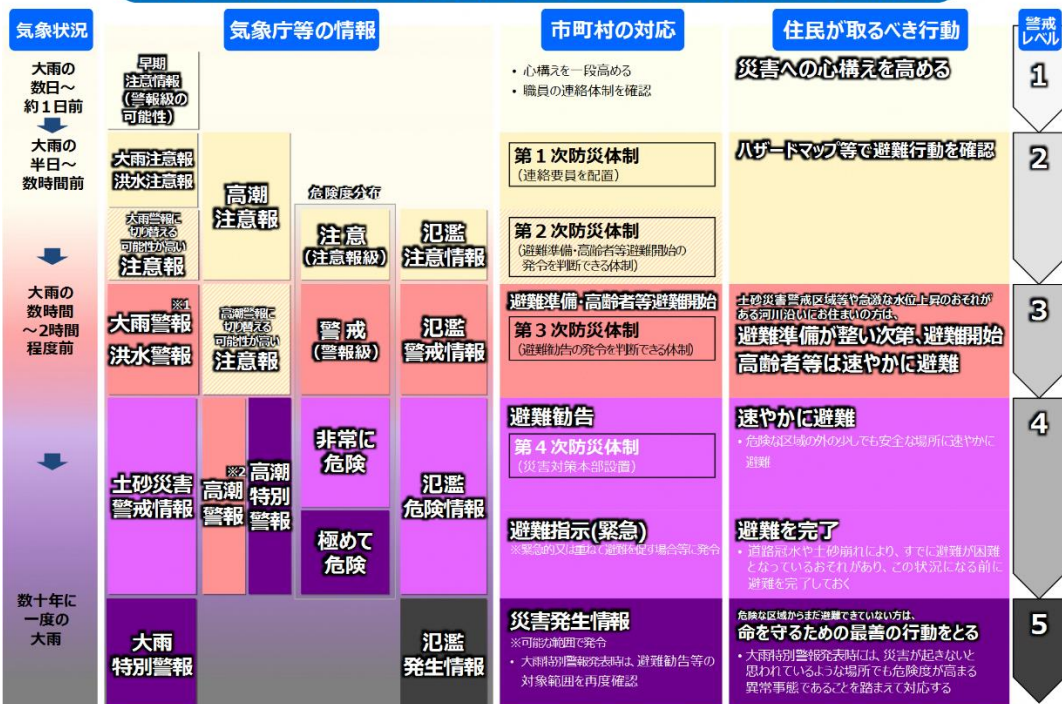 気象状況
気象庁等の情報
市町村の対応
住民が取るべき行動
警戒
レベル
大雨の
数日~
約1日前
早期
注意情報
(警報級の
可能性)
・心構えを一段高める
・職員の連絡体制を確認
災害への心構えを高める
1
大雨の
半日~
数時間前
大雨注意報
洪水注意報
高潮
注意報
危険度分布
第1次防災体制
(連絡要員を配置)
ハザードマップ等で避難行動を確認
2
大雨警報に
切り替える
可能性が高い
注意報
注意
(注意報級)
氾濫
注意情報
第2次防災体制
(避難準備・高齢者等避難開始の
発令を判断できる体制)
大雨の
数時間
~2時間
程度前
※1
大雨警報
洪水警報
高潮警報に
切り替える
可能性が高い
注意報
警戒
(警報級)
氾濫
警戒情報
避難準備・高齢者等避難開始
第3次防災体制
(避難勧告の発令を判断できる体制)
土砂災害警戒区域等や急激な水位上昇のおそれが
ある河川沿いにお住まいの方は、
避難準備が整い次第、避難開始
高齢者等は速やかに避難
3
土砂災害
警戒情報
※2
高潮
警報
高潮
特別
警報
非常に
危険
極めて
危険
氾濫
危険情報
避難勧告
第4次防災体制
(災害対策本部設置)
速やかに避難
・危険な区域の外の少しでも安全な場所に速やかに
避難
4
避難指示(緊急)
※緊急的又は重ねて避難を促す場合等に発令
避難を完了
・道路冠水や土砂崩れにより、すでに避難が困難
となっているおそれがあり、この状況になる前に
避難を完了しておく
数十年に
一度の
大雨
大雨
特別警報
氾濫
発生情報
災害発生情報
※可能な範囲で発令
・大雨特別警報発表時は、避難勧告等の
対象範囲を再度確認
危険な区域からまだ避難できていない方は、
命を守るための最善の行動をとる
・大雨特別警報発表時には、災害が起きないと
思われているような場所でも危険度が高まる
異常事態であることを踏まえて対応する
5